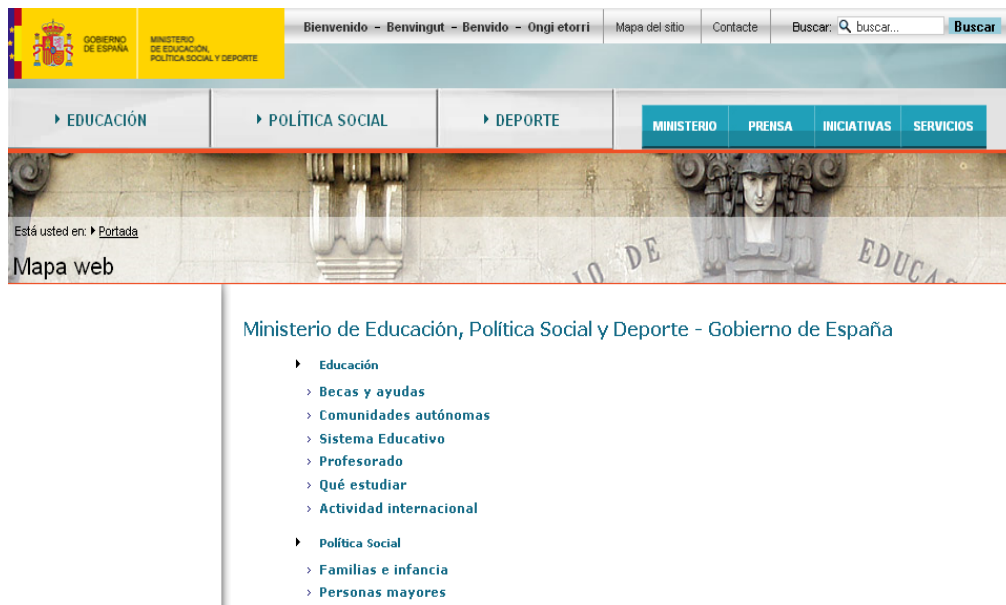 Bienvenido - Benvingut - Benvido - Ongi etorri
Mapa del sitio
Contacte
Buscar: buscar... Buscar
GOBIERNO
DE ESPAÑA
MINISTERIO
DE EDUCACIÓN,
POLÍTICA SOCIAL Y DEPORTE
EDUCACIÓN
POLÍTICA SOCIAL
DEPORTE
MINISTERIO
PRENSA
INICIATIVAS
SERVICIOS
Está usted en: Portada
Mapa web
IO DE EDUCA
Ministerio de Educación, Política Social y Deporte - Gobierno de España
Educación
› Becas y ayudas
› Comunidades autónomas
› Sistema Educativo
› Profesorado
› Qué estudiar
› Actividad internacional
Política Social
› Familias e infancia
› Personas mayores